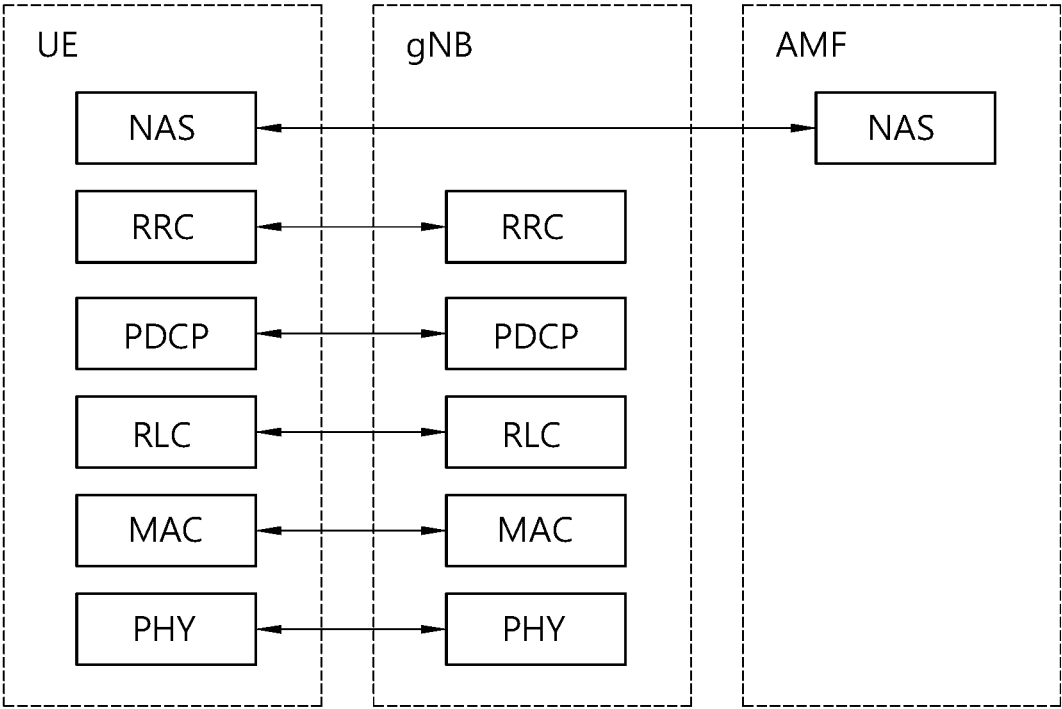 UE gNB AMF
NAS NAS
RRC RRC
PDCP PDCP
RLC RLC
MAC MAC
PHY PHY